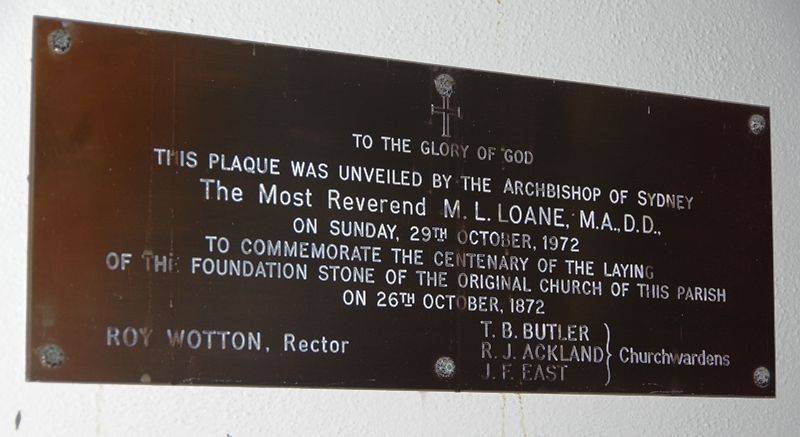 TO THE GLORY OF GOD
THIS PLAQUE WAS UNVEILED BY THE ARCHBISHOP OF SYDNEY
The Most Reverend M. L. LOANE, M.A., D.D.,
ON SUNDAY, 29TH OCTOBER, 1972
TO COMMEMORATE THE CENTENARY OF THE LAYING
OF THE FOUNDATION STONE OF THE ORIGINAL CHURCH OF THIS PARISH
ON 26TH OCTOBER, 1872
ROY WOTTON, Rector
T. B. BUTLER
R. J. ACKLAND
J. F. EAST
Churchwardens